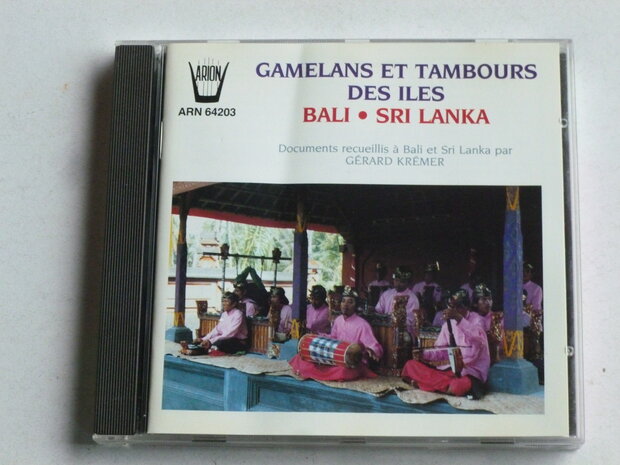 ARION
ARN 64203
GAMELANS ET TAMBOURS
DES ILES
BALI • SRI LANKA
Documents recueillis à Bali et Sri Lanka par
GÉRARD KRÉMER